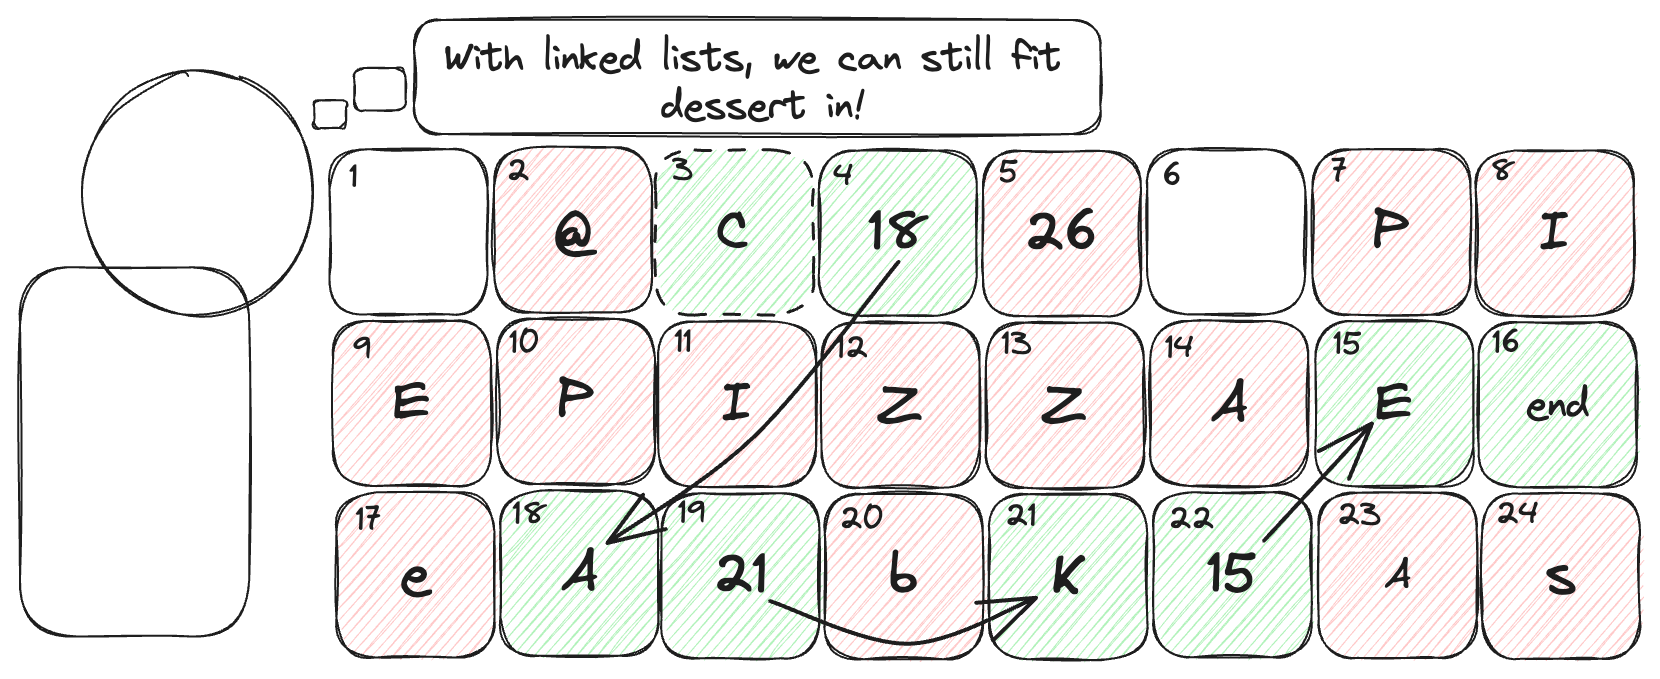 With linked lists, we can still fit
dessert in!
1 2 3 4 5 6 7 8
@ C 18 26 P I
9 10 11 12 13 14 15 16
E P I Z Z A E end
17 18 19 20 21 22 23 24
e A 21 b K 15 A s